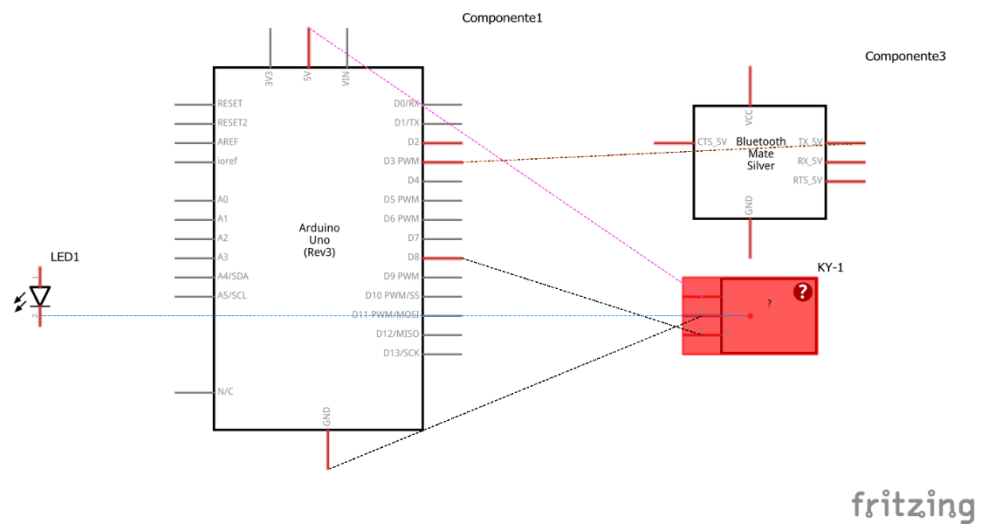 Componente1
Componente3
3V3
5V
VIN
RESET
RESET2
AREF
ioref
A0
A1
A2
A3
A4/SDA
A5/SCL
N/C
Arduino
Uno
(Rev3)
D0/RX
D1/TX
D2
D3 PWM
D4
D5 PWM
D6 PWM
D7
D8
D9 PWM
D10 PWM/SS
D11 PWM/MOSI
D12/MISO
D13/SCK
GND
LED1
1
2
VCC
CTS_5V
Bluetooth
Mate
Silver
TX_5V
RX_5V
RTS_5V
GND
KY-1
?
?
fritzing